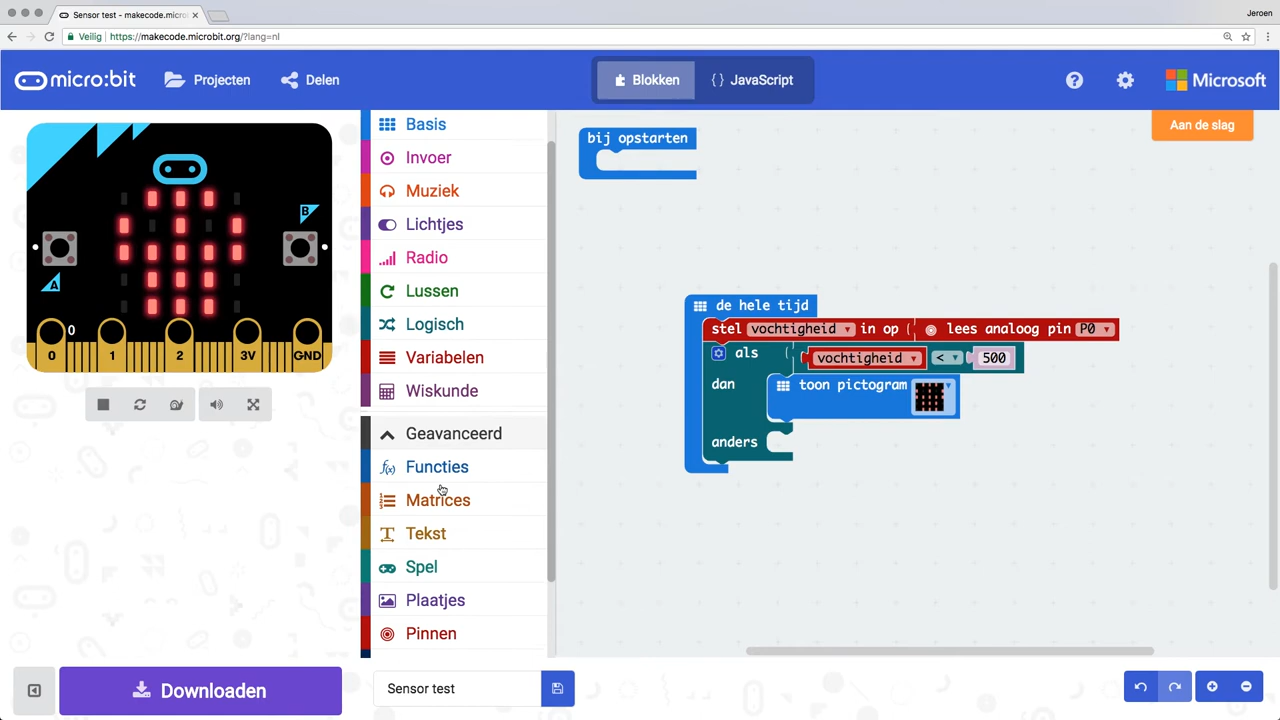 Sensor test - makecode.micro:
Jeroen
Veilig
https://makecode.microbit.org/?lang=nl
micro:bit
Projecten
Delen
Blokken
{ } JavaScript
?
Microsoft
Aan de slag
B
A
0
0
1
2
3V
GND
Basis
Invoer
Muziek
Lichtjes
Radio
Lussen
Logisch
Variabelen
Wiskunde
Geavanceerd
f(x) Functies
Matrices
Tekst
Spel
Plaatjes
Pinnen
bij opstarten
de hele tijd
stel vochtigheid in op ( lees analoog pin P0
als vochtigheid < 500
dan toon pictogram
anders
Downloaden
Sensor test